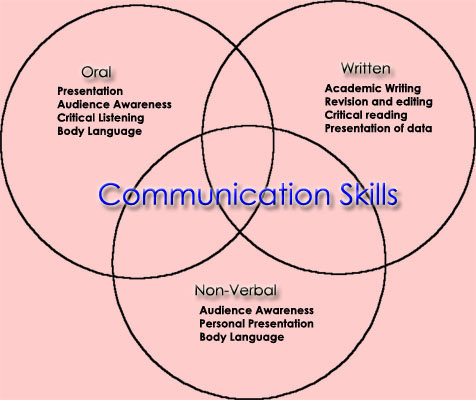 Oral
Presentation
Audience Awareness
Critical Listening
Body Language
Written
Academic Writing
Revision and editing
Critical reading
Presentation of data
Communication Skills
Non-Verbal
Audience Awareness
Personal Presentation
Body Language